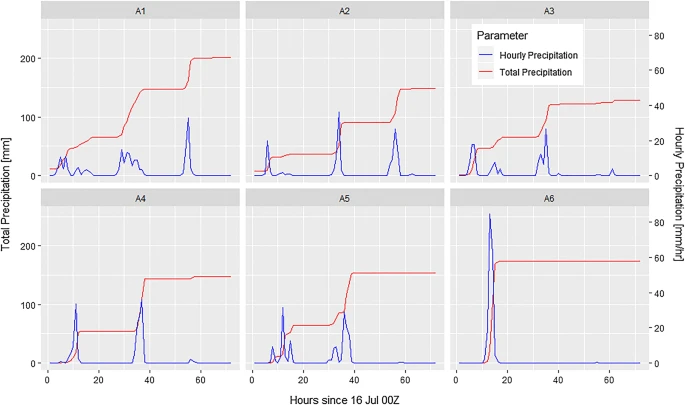 A1 A2 A3
Parameter
Hourly Precipitation
Total Precipitation
200
100
0
80
60
40
20
0
Total Precipitation [mm]
Hourly Precipitation [mm/hr]
A4 A5 A6
200
100
0
80
60
40
20
0
0 20 40 60 0 20 40 60 0 20 40 60
Hours since 16 Jul 00Z